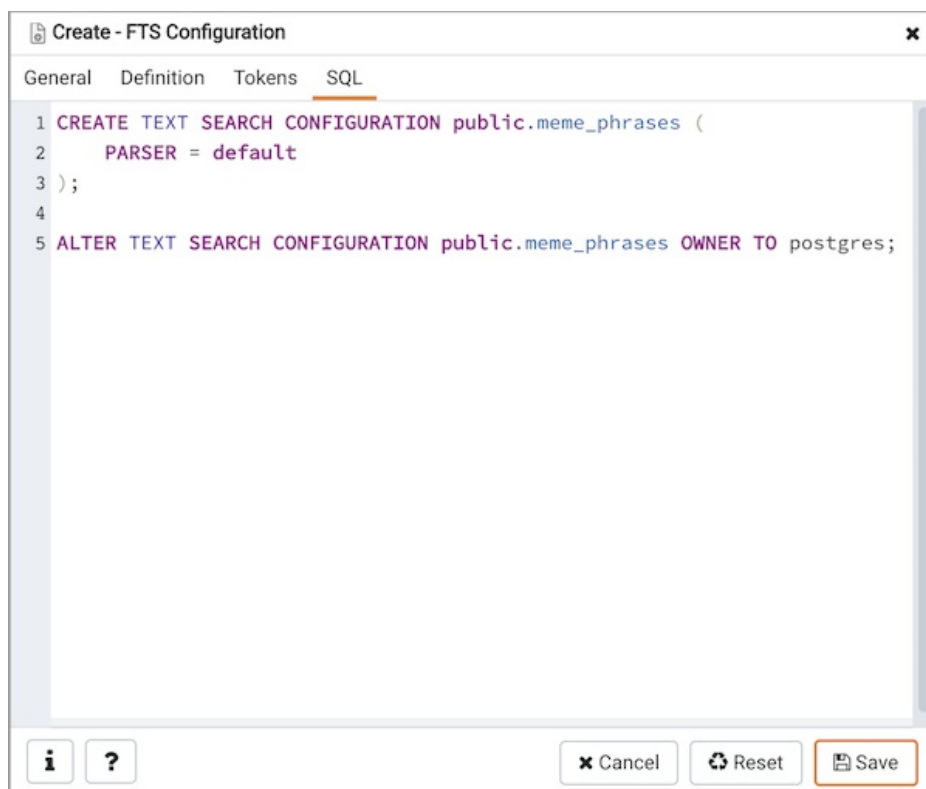 Create - FTS Configuration
General Definition Tokens SQL
1 CREATE TEXT SEARCH CONFIGURATION public.meme_phrases (
2     PARSER = default
3 );
4
5 ALTER TEXT SEARCH CONFIGURATION public.meme_phrases OWNER TO postgres;
i ? Cancel Reset Save